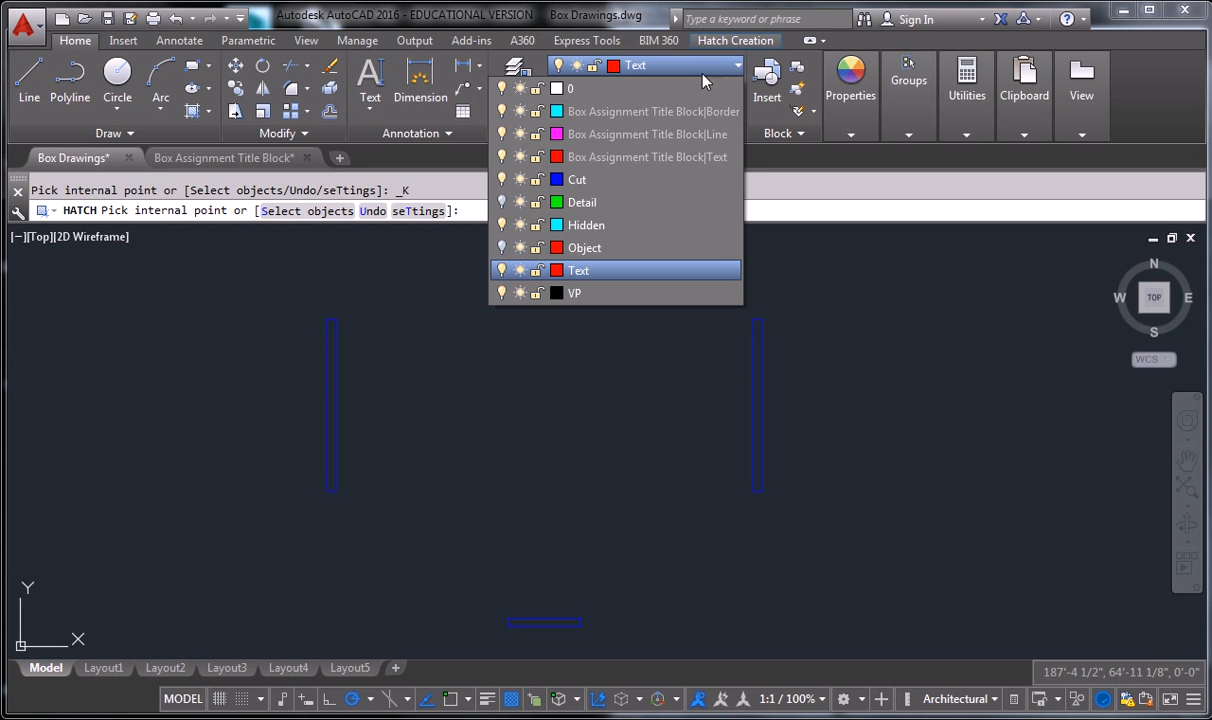 Autodesk AutoCAD 2016 - EDUCATIONAL VERSION Box Drawings.dwg Type a keyword or phrase Sign In
Home Insert Annotate Parametric View Manage Output Add-ins A360 Express Tools BIM 360 Hatch Creation
Text
Line Polyline Circle Arc Text Dimension Insert Properties Groups Utilities Clipboard View
Draw Modify Annotation Block
0
Box Assignment Title Block|Border
Box Assignment Title Block|Line
Box Assignment Title Block|Text
Cut
Detail
Hidden
Object
Text
VP
Box Drawings* Box Assignment Title Block*
Pick internal point or [Select objects/Undo/seTtings]: _K
HATCH Pick internal point or [Select objects Undo seTtings]:
[−][Top][2D Wireframe]
N
W TOP E
S
WCS
Y
X
Model Layout1 Layout2 Layout3 Layout4 Layout5
187'-4 1/2", 64'-11 1/8", 0'-0"
MODEL 1:1 / 100% Architectural